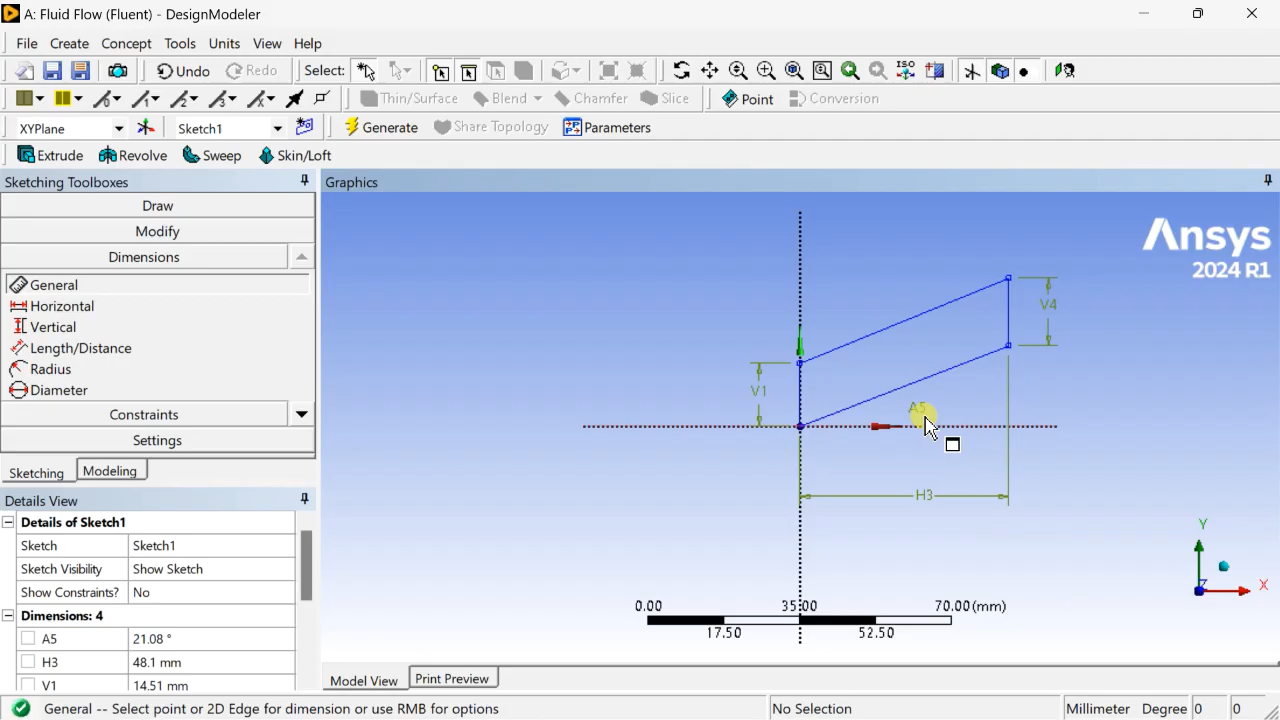 A: Fluid Flow (Fluent) - DesignModeler
File Create Concept Tools Units View Help
Undo Redo Select: ISO
Thin/Surface Blend Chamfer Slice Point Conversion
XYPlane Sketch1 Generate Share Topology Parameters
Extrude Revolve Sweep Skin/Loft
Sketching Toolboxes
Draw
Modify
Dimensions
General
Horizontal
Vertical
Length/Distance
Radius
Diameter
Constraints
Settings
Sketching Modeling
Details View
Details of Sketch1
Sketch Sketch1
Sketch Visibility Show Sketch
Show Constraints? No
Dimensions: 4
A5 21.08 °
H3 48.1 mm
V1 14.51 mm
Graphics
Ansys
2024 R1
V4
V1
A5
H3
Y
Z X
0.00 35.00 70.00 (mm)
17.50 52.50
Model View Print Preview
General -- Select point or 2D Edge for dimension or use RMB for options No Selection Millimeter Degree 0 0